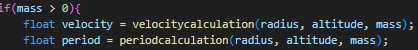 if(mass > 0){
float velocity = velocitycalculation(radius, altitude, mass);
float period = periodcalculation(radius, altitude, mass);